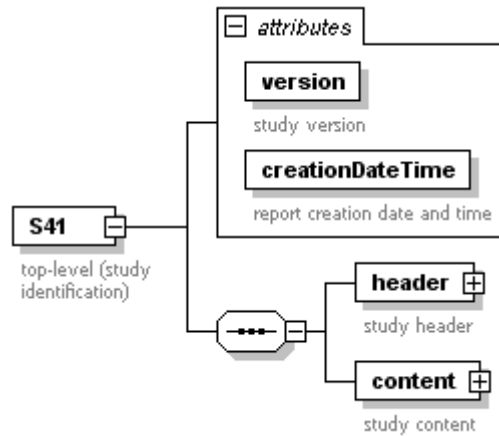 attributes
version
study version
creationDateTime
report creation date and time
S41
top-level (study
identification)
header
study header
content
study content